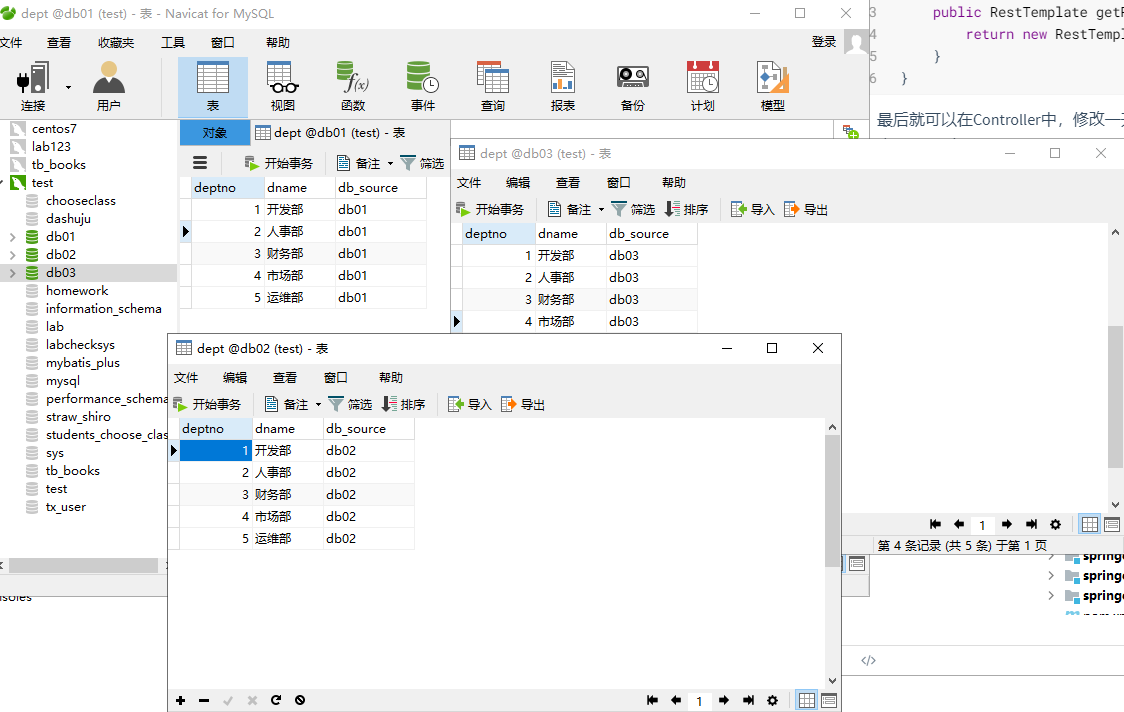 dept @db01 (test) - 表 - Navicat for MySQL
文件 查看 收藏夹 工具 窗口 帮助 登录
连接 用户 表 视图 函数 事件 查询 报表 备份 计划 模型
centos7
lab123
tb_books
test
chooseclass
dashuju
db01
db02
db03
homework
information_schema
lab
labchecksys
mybatis_plus
mysql
performance_schema
straw_shiro
students_choose_clas
sys
tb_books
test
tx_user
对象 dept @db01 (test) - 表
开始事务 备注 筛选
deptno dname db_source
1 开发部 db01
2 人事部 db01
3 财务部 db01
4 市场部 db01
5 运维部 db01
3 public RestTemplate getR
4 return new RestTempl
5 }
6 }
最后就可以在Controller中，修改一
dept @db03 (test) - 表
文件 编辑 查看 窗口 帮助
开始事务 备注 筛选 排序 导入 导出
deptno dname db_source
1 开发部 db03
2 人事部 db03
3 财务部 db03
4 市场部 db03
1
第 4 条记录 (共 5 条) 于第 1 页
dept @db02 (test) - 表
文件 编辑 查看 窗口 帮助
开始事务 备注 筛选 排序 导入 导出
deptno dname db_source
1 开发部 db02
2 人事部 db02
3 财务部 db02
4 市场部 db02
5 运维部 db02
1
springc
springc
springc
</>